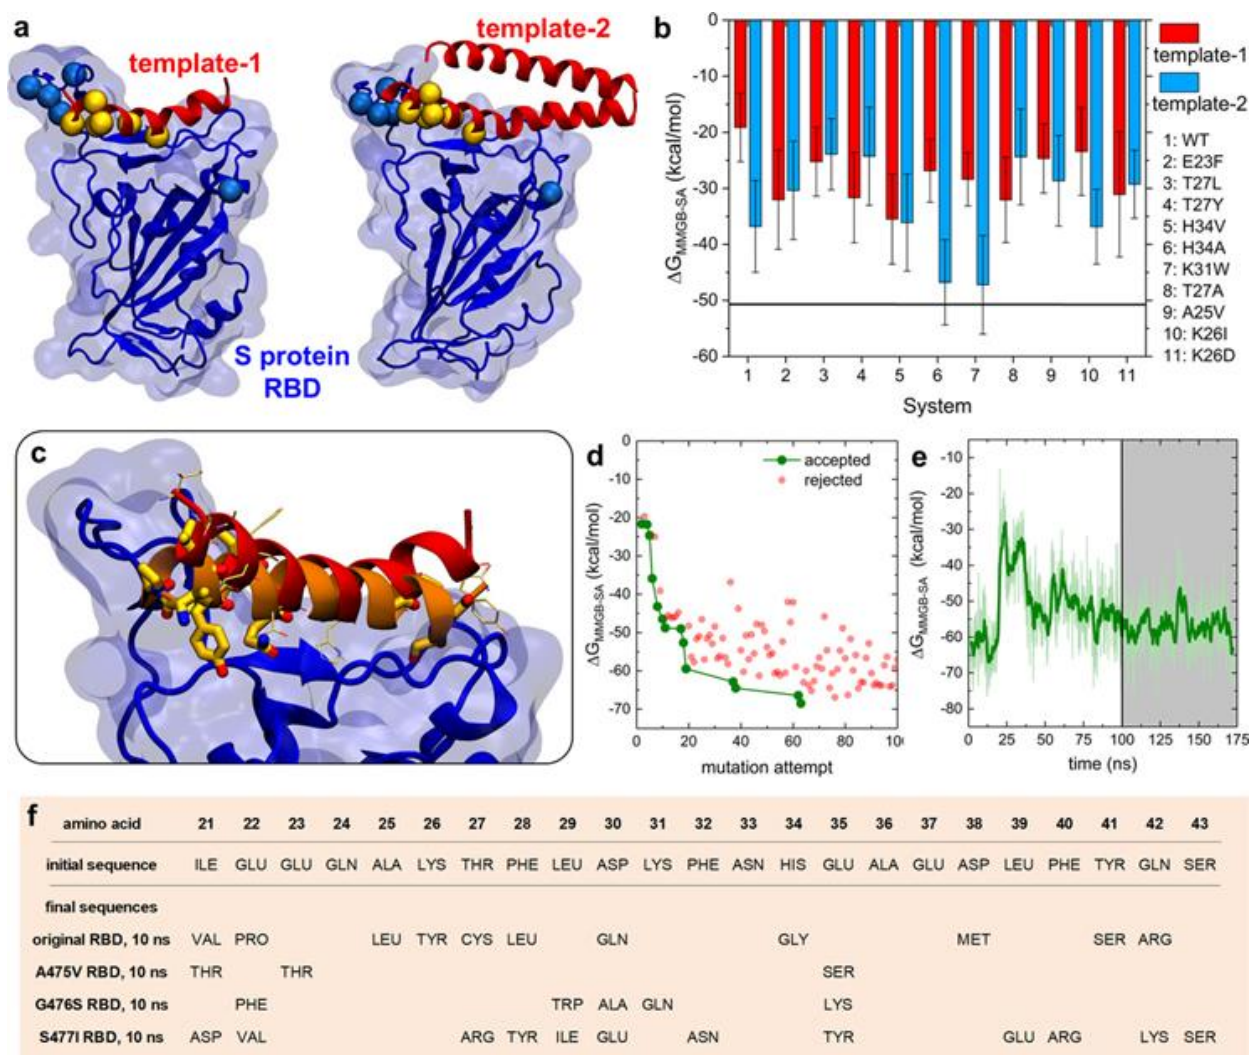 a
template-1
template-2
S protein
RBD
b
0
-10
-20
-30
-40
-50
-60
ΔG MMGB-SA (kcal/mol)
1 2 3 4 5 6 7 8 9 10 11
System
template-1
template-2
1: WT
2: E23F
3: T27L
4: T27Y
5: H34V
6: H34A
7: K31W
8: T27A
9: A25V
10: K26I
11: K26D
c
d
0
-10
-20
-30
-40
-50
-60
-70
ΔG MMGB-SA (kcal/mol)
accepted
rejected
0 20 40 60 80
mutation attempt
e
-5
-10
-20
-30
-40
-50
-60
-70
-80
ΔG MMGB-SA (kcal/mol)
0 25 50 75 100 125 150 175
time (ns)
f
amino acid 21 22 23 24 25 26 27 28 29 30 31 32 33 34 35 36 37 38 39 40 41 42 43
initial sequence ILE GLU GLU GLN ALA LYS THR PHE LEU ASP LYS PHE ASN HIS GLU ALA GLU ASP LEU PHE TYR GLN SER
final sequences
original RBD, 10 ns VAL PRO LEU TYR CYS LEU GLN GLY MET SER ARG
A475V RBD, 10 ns THR THR SER
G476S RBD, 10 ns PHE TRP ALA GLN LYS
S477I RBD, 10 ns ASP VAL ARG TYR ILE GLU ASN TYR GLU ARG LYS SER